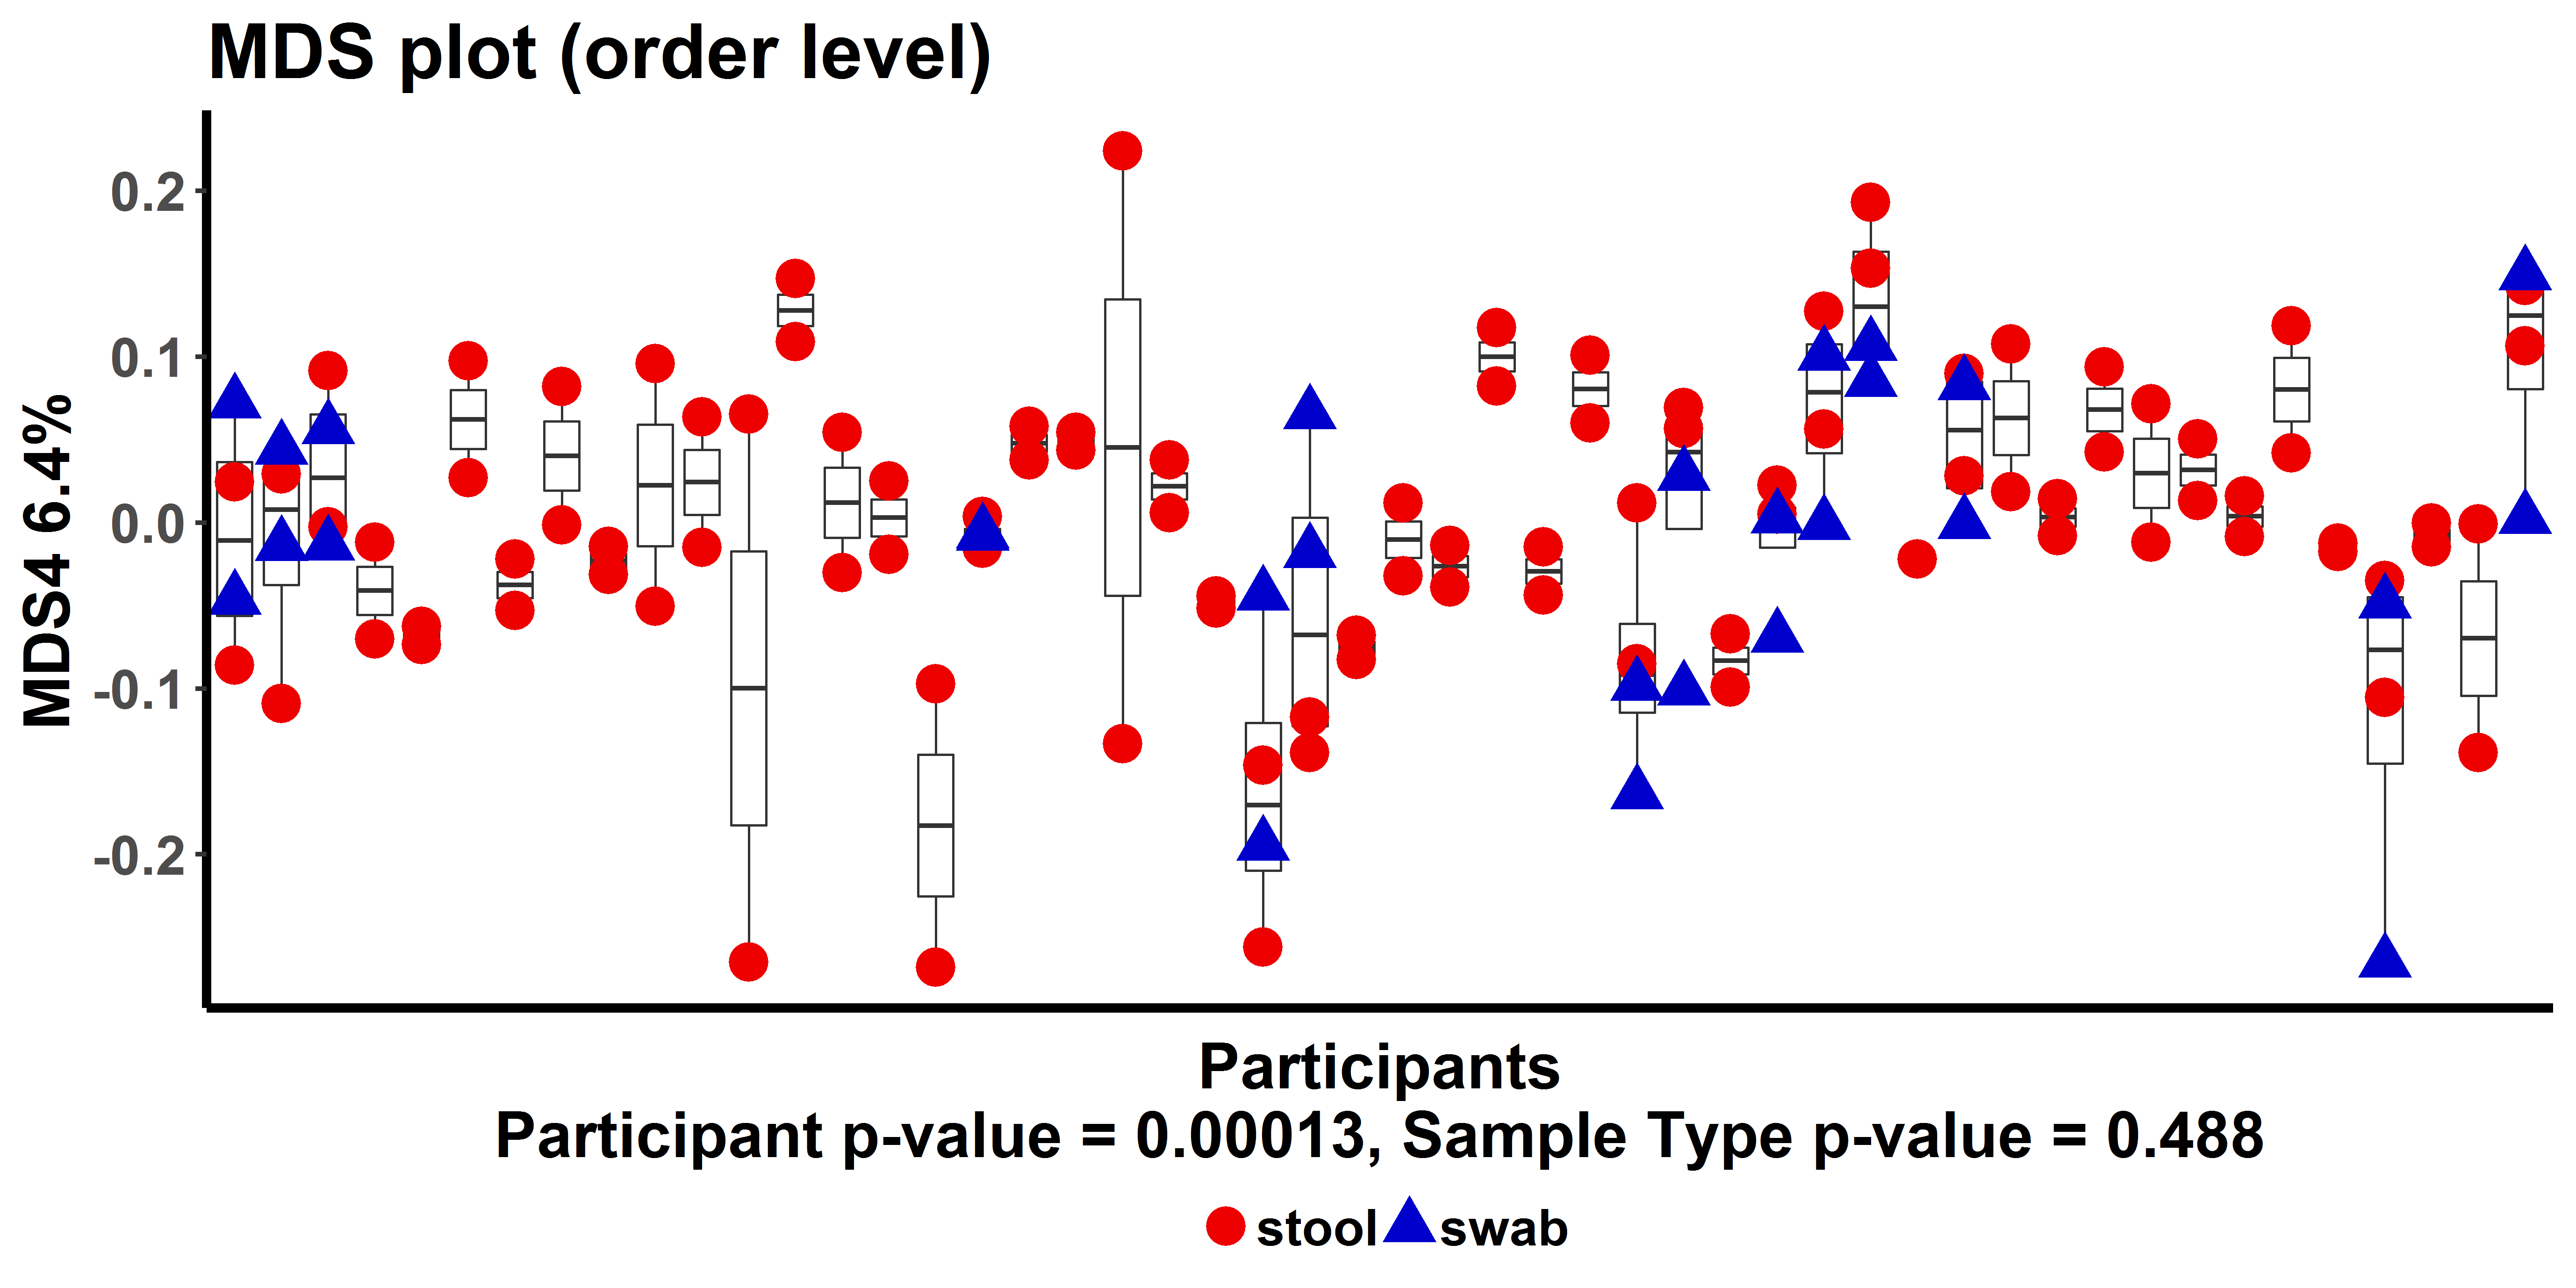 MDS plot (order level)
MDS4 6.4%
0.2
0.1
0.0
-0.1
-0.2
Participants
Participant p-value = 0.00013, Sample Type p-value = 0.488
stool swab